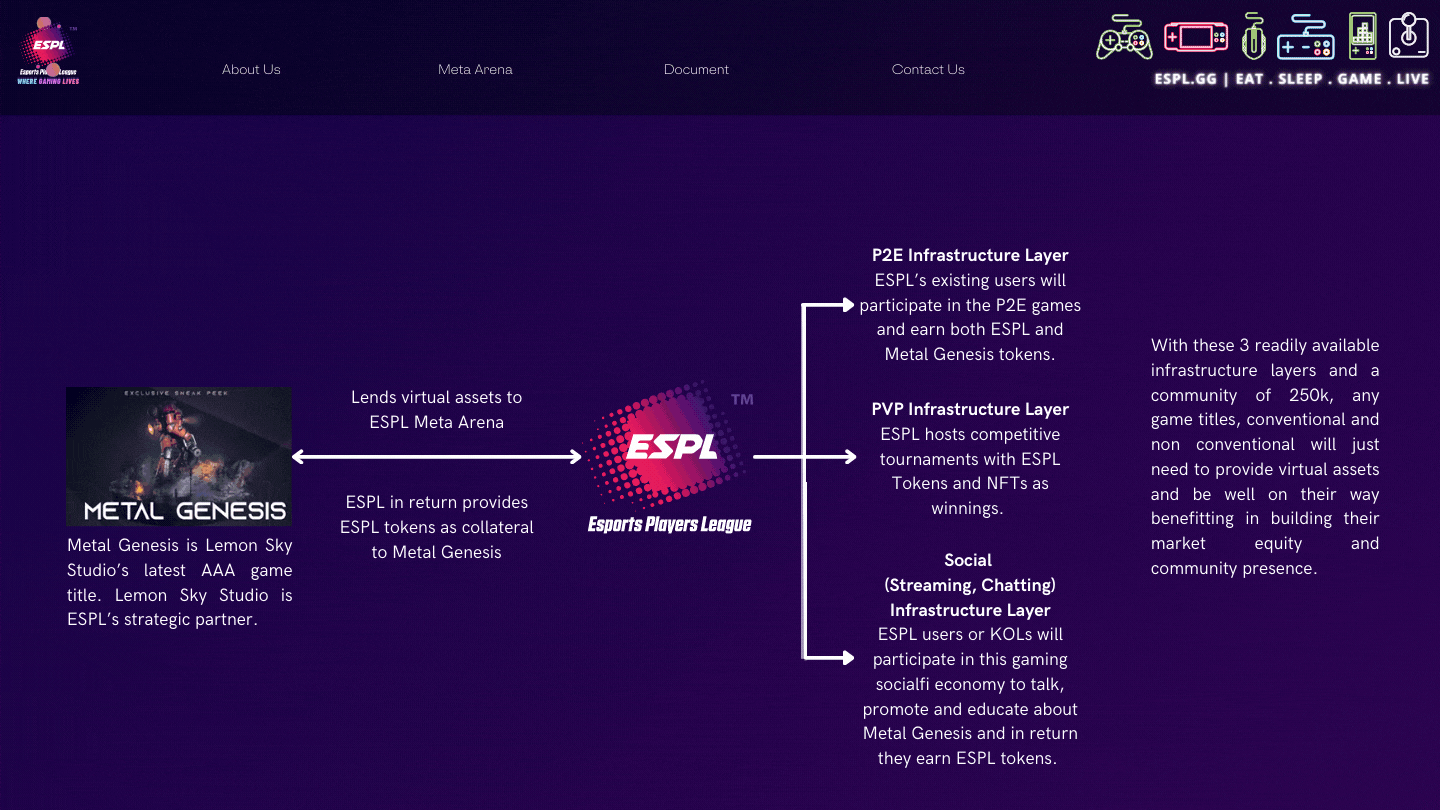 ESPL
TM
Esports Players League
WHERE GAMING LIVES
About Us
Meta Arena
Document
Contact Us
ESPL.GG | EAT . SLEEP . GAME . LIVE
EXCLUSIVE SNEAK PEEK
METAL GENESIS
Metal Genesis is Lemon Sky
Studio’s latest AAA game
title. Lemon Sky Studio is
ESPL’s strategic partner.
Lends virtual assets to
ESPL Meta Arena
ESPL in return provides
ESPL tokens as collateral
to Metal Genesis
TM
ESPL
Esports Players League
P2E Infrastructure Layer
ESPL’s existing users will
participate in the P2E games
and earn both ESPL and
Metal Genesis tokens.
PVP Infrastructure Layer
ESPL hosts competitive
tournaments with ESPL
Tokens and NFTs as
winnings.
Social
(Streaming, Chatting)
Infrastructure Layer
ESPL users or KOLs will
participate in this gaming
socialfi economy to talk,
promote and educate about
Metal Genesis and in return
they earn ESPL tokens.
With these 3 readily available
infrastructure layers and a
community of 250k, any
game titles, conventional and
non conventional will just
need to provide virtual assets
and be well on their way
benefitting in building their
market equity and
community presence.